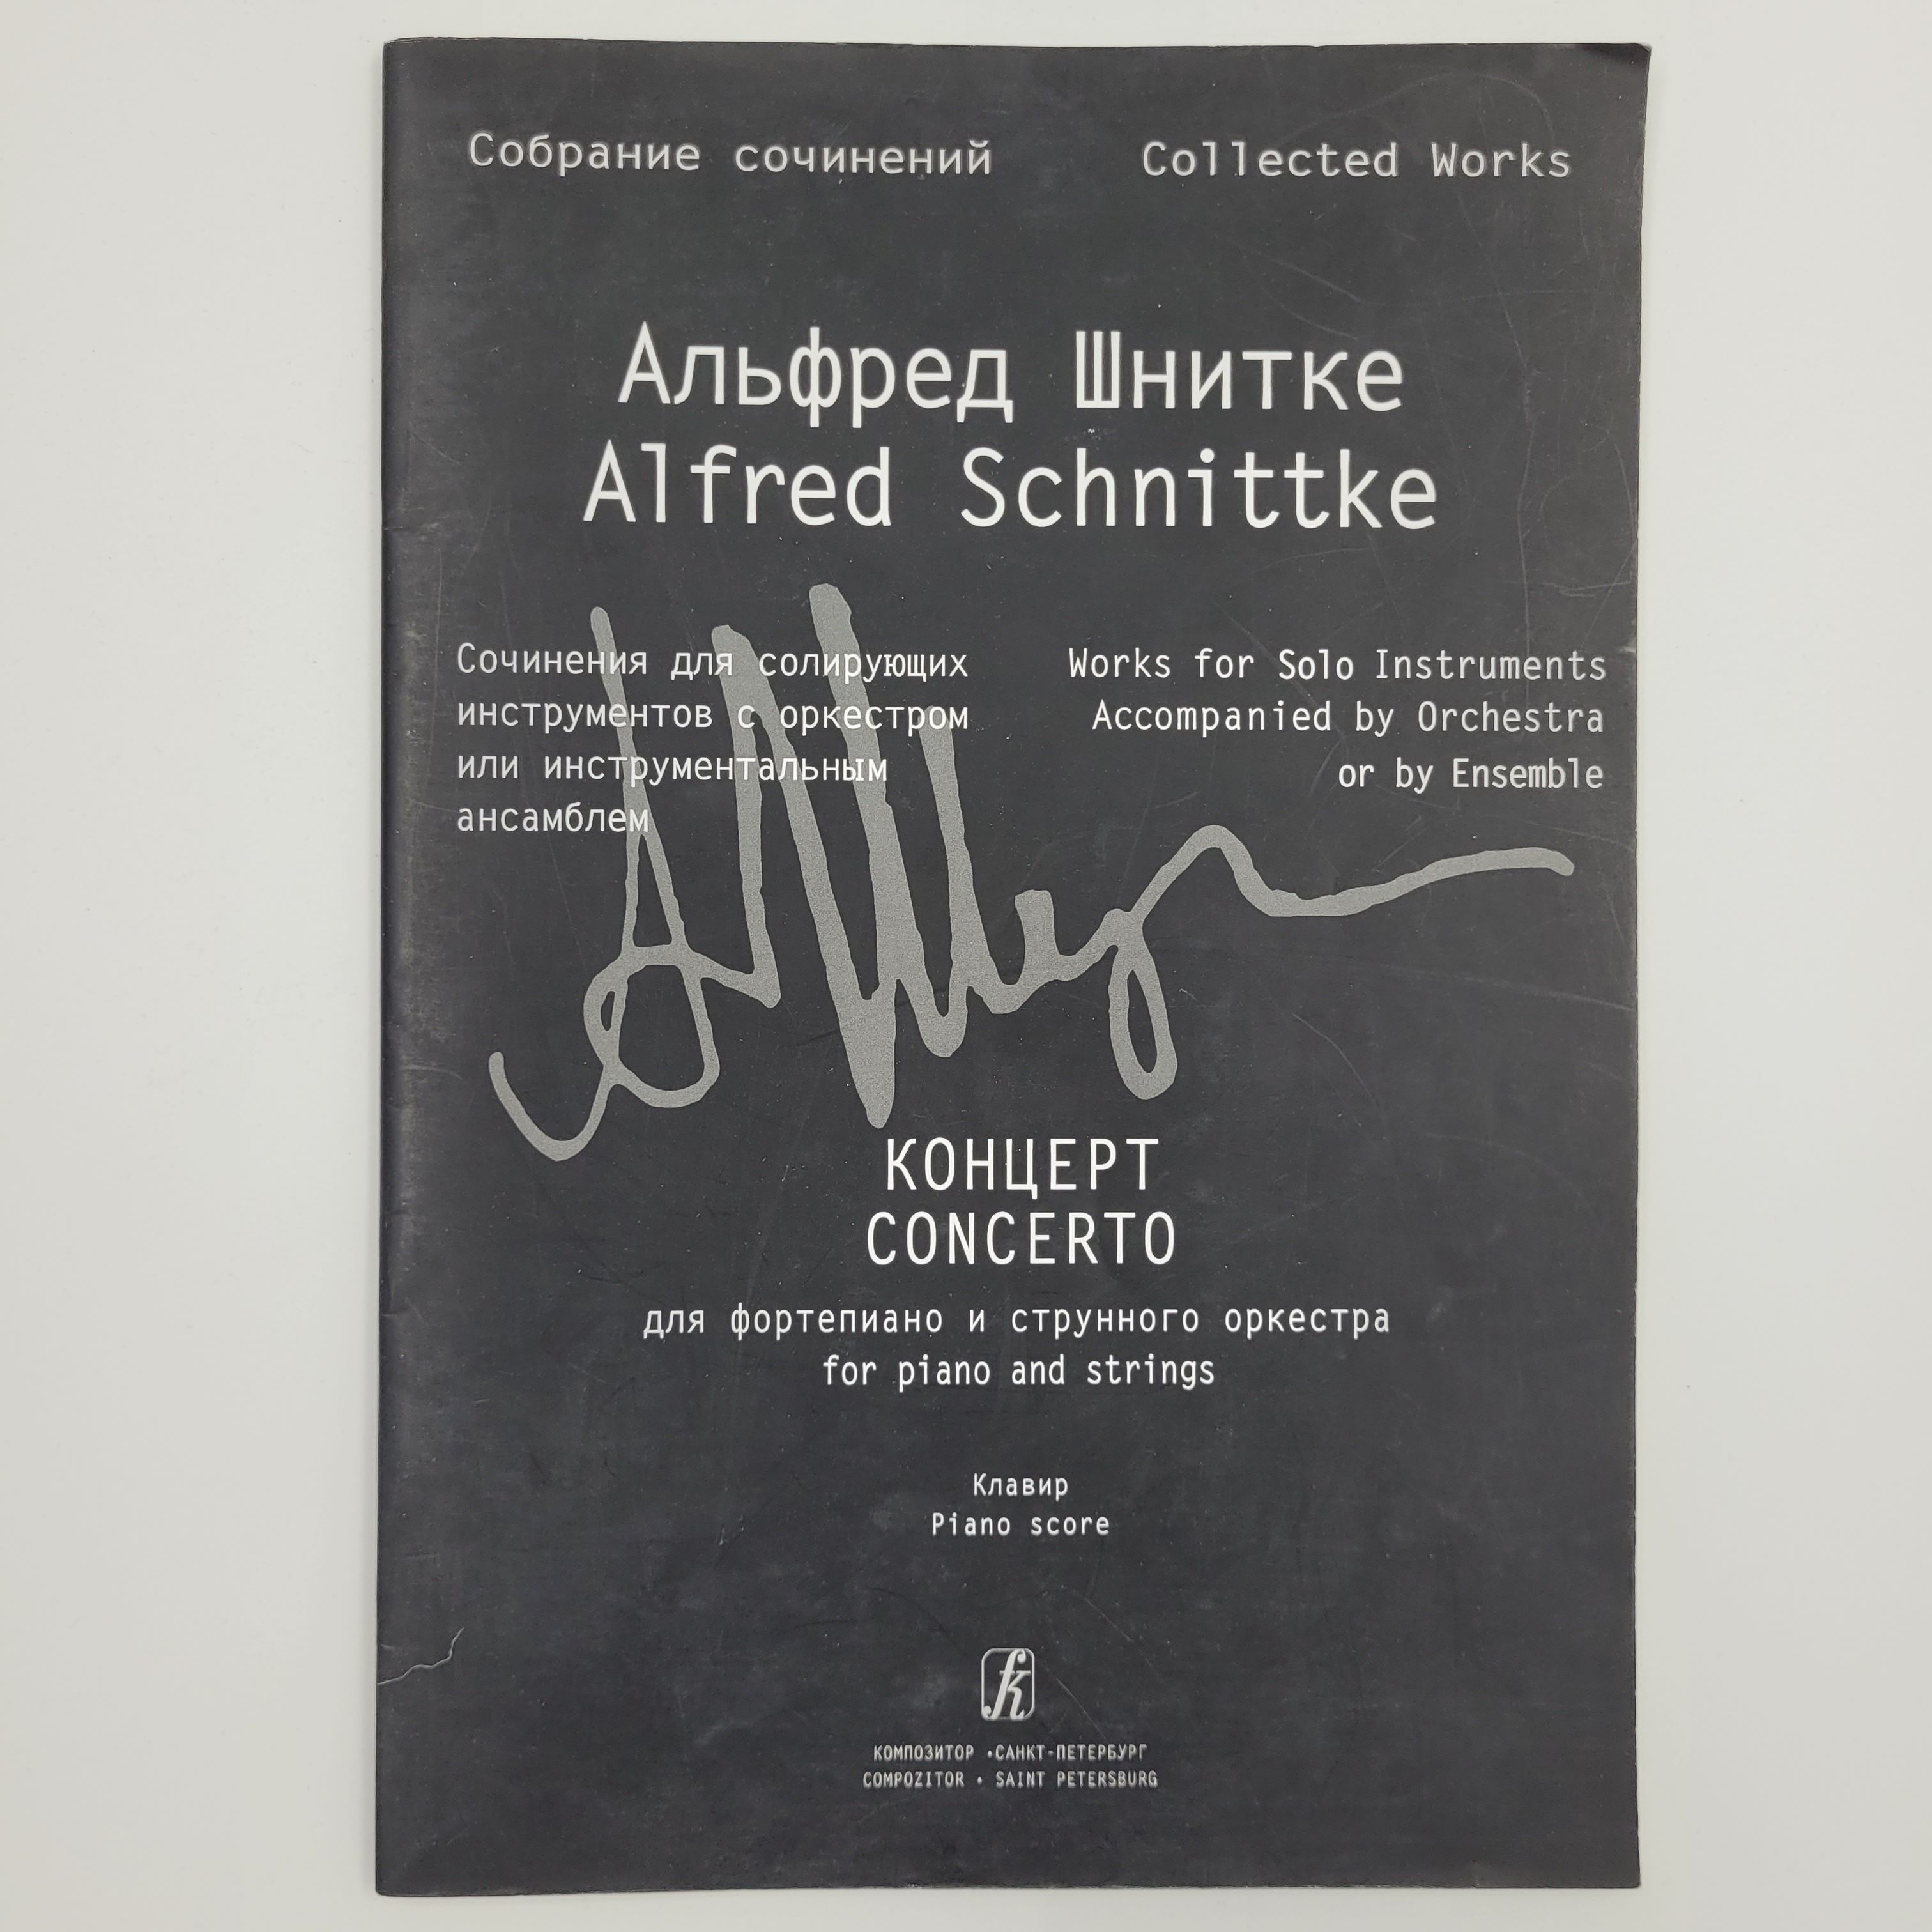 Собрание сочинений
Collected Works
Альфред Шнитке
Alfred Schnittke
Сочинения для солирующих
инструментов с оркестром
или инструментальным
ансамблем
Works for Solo Instruments
Accompanied by Orchestra
or by Ensemble
КОНЦЕРТ
CONCERTO
для фортепиано и струнного оркестра
for piano and strings
Клавир
Piano score
КОМПОЗИТОР •САНКТ-ПЕТЕРБУРГ
COMPOZITOR • SAINT PETERSBURG